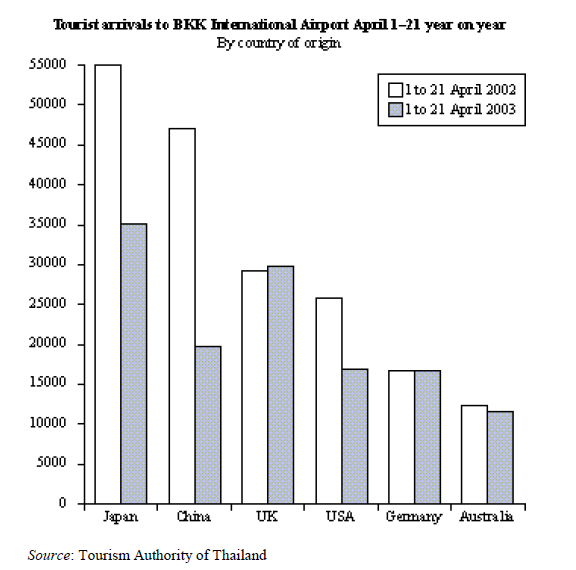 Tourist arrivals to BKK International Airport April 1–21 year on year
By country of origin
55000
50000
45000
40000
35000
30000
25000
20000
15000
10000
5000
0
1 to 21 April 2002
1 to 21 April 2003
Japan China UK USA Germany Australia
Source: Tourism Authority of Thailand